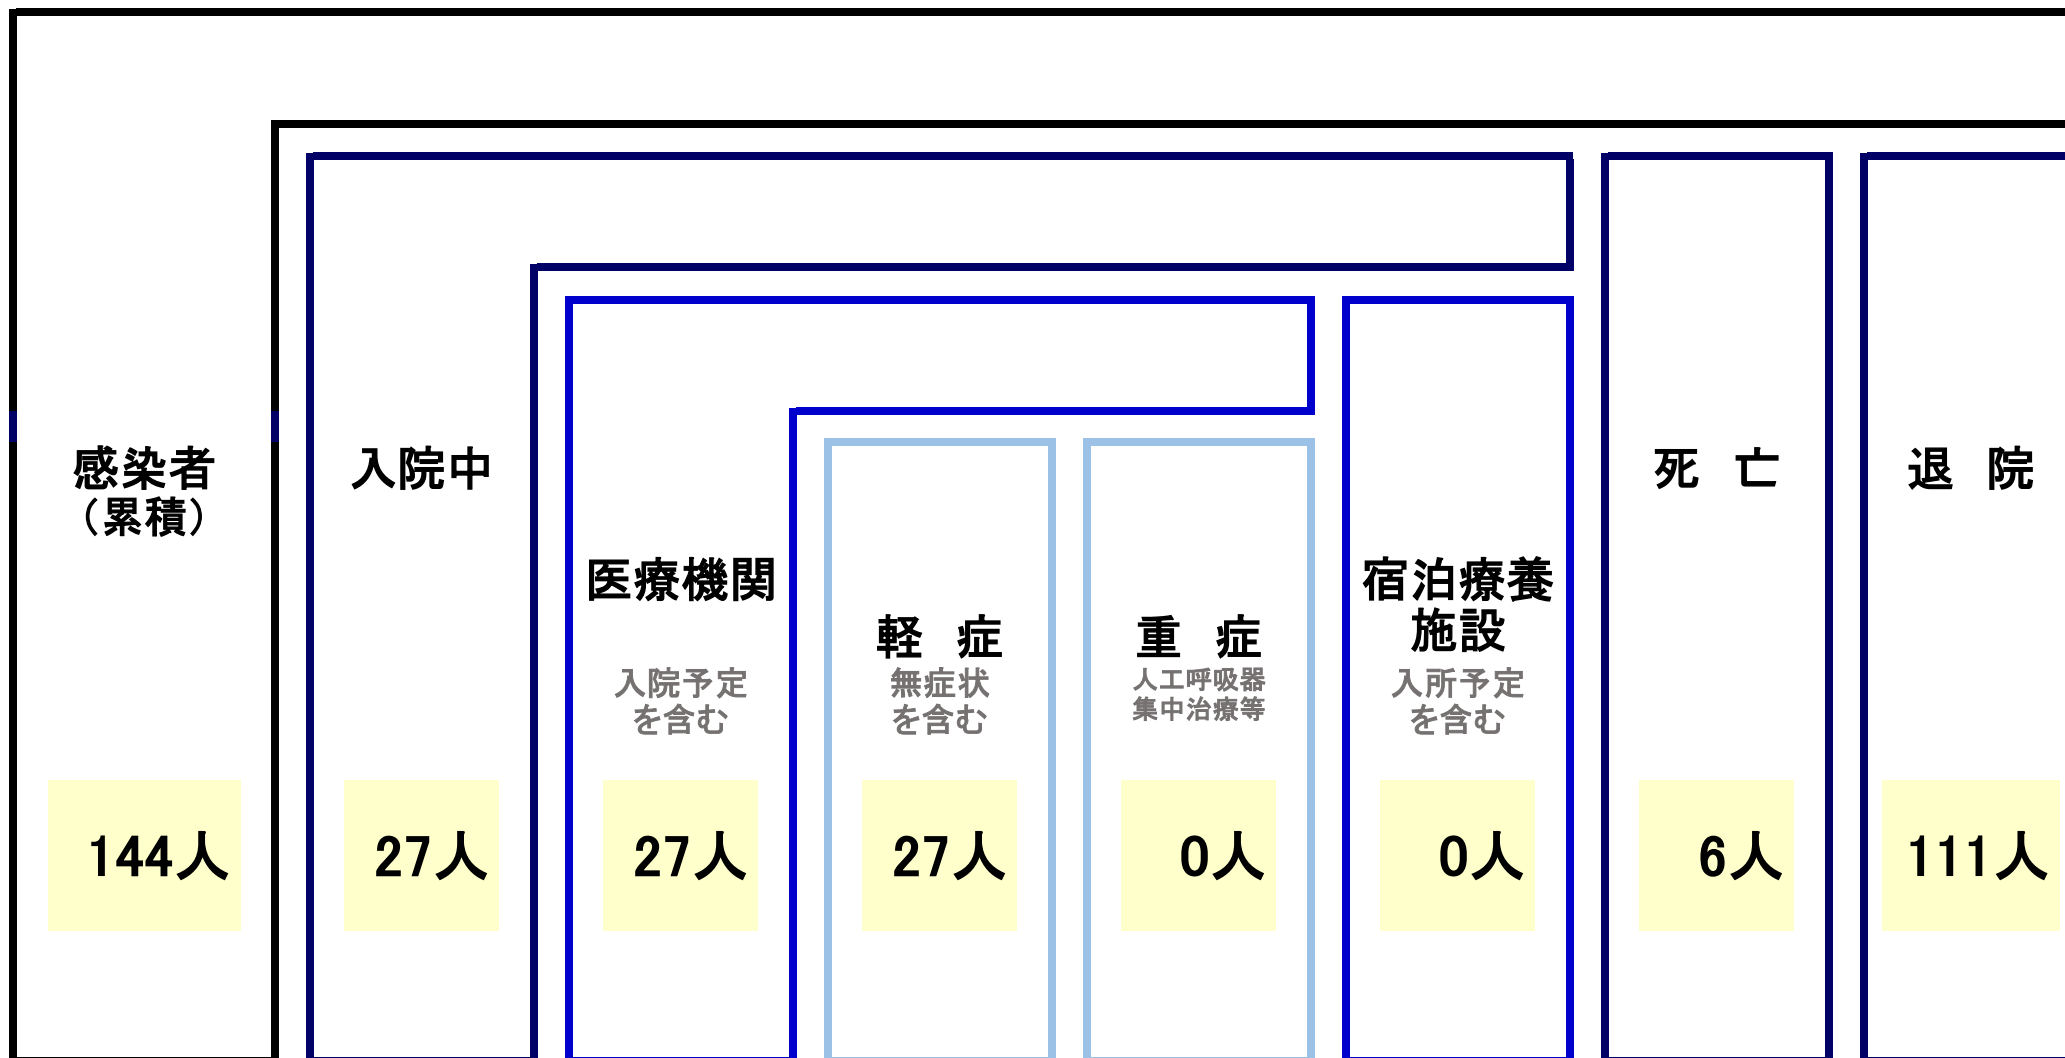 感染者
（累積）
144人
入院中
27人
医療機関
入院予定
を含む
27人
軽 症
無症状
を含む
27人
重 症
人工呼吸器
集中治療等
0人
宿泊療養
施設
入所予定
を含む
0人
死 亡
6人
退 院
111人